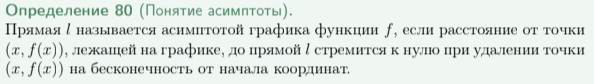 Определение 80 (Понятие асимптоты).
Прямая l называется асимптотой графика функции f, если расстояние от точки
(x, f(x)), лежащей на графике, до прямой l стремится к нулю при удалении точки
(x, f(x)) на бесконечность от начала координат.